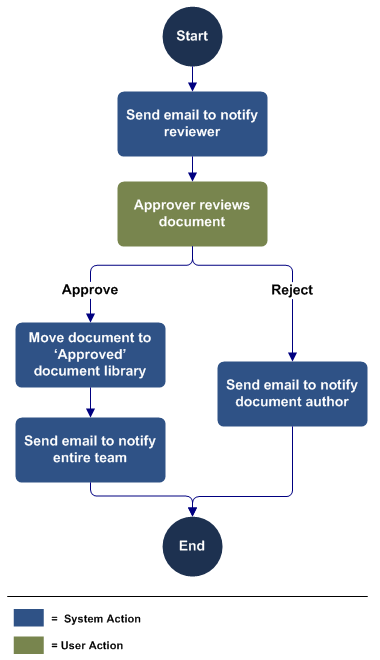 Start
Send email to notify
reviewer
Approver reviews
document
Approve
Reject
Move document to
‘Approved’
document library
Send email to notify
document author
Send email to notify
entire team
End
= System Action
= User Action